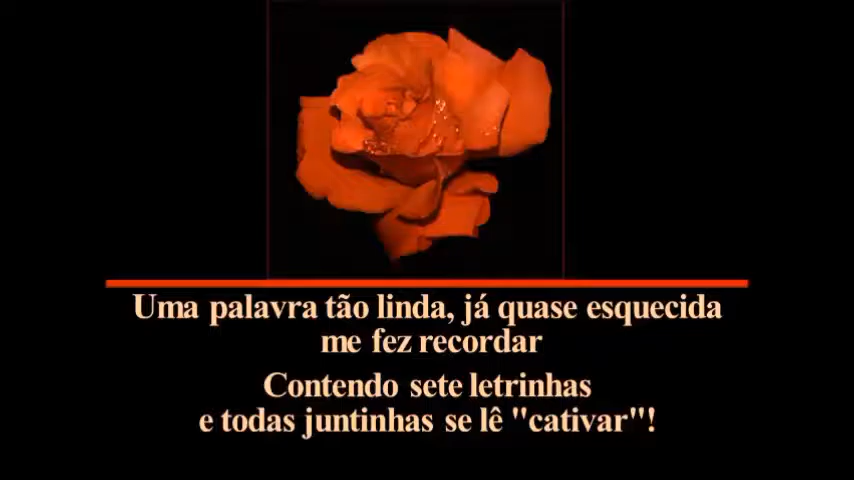 Uma palavra tão linda, já quase esquecida
me fez recordar
Contendo sete letrinhas
e todas juntinhas se lê "cativar"!